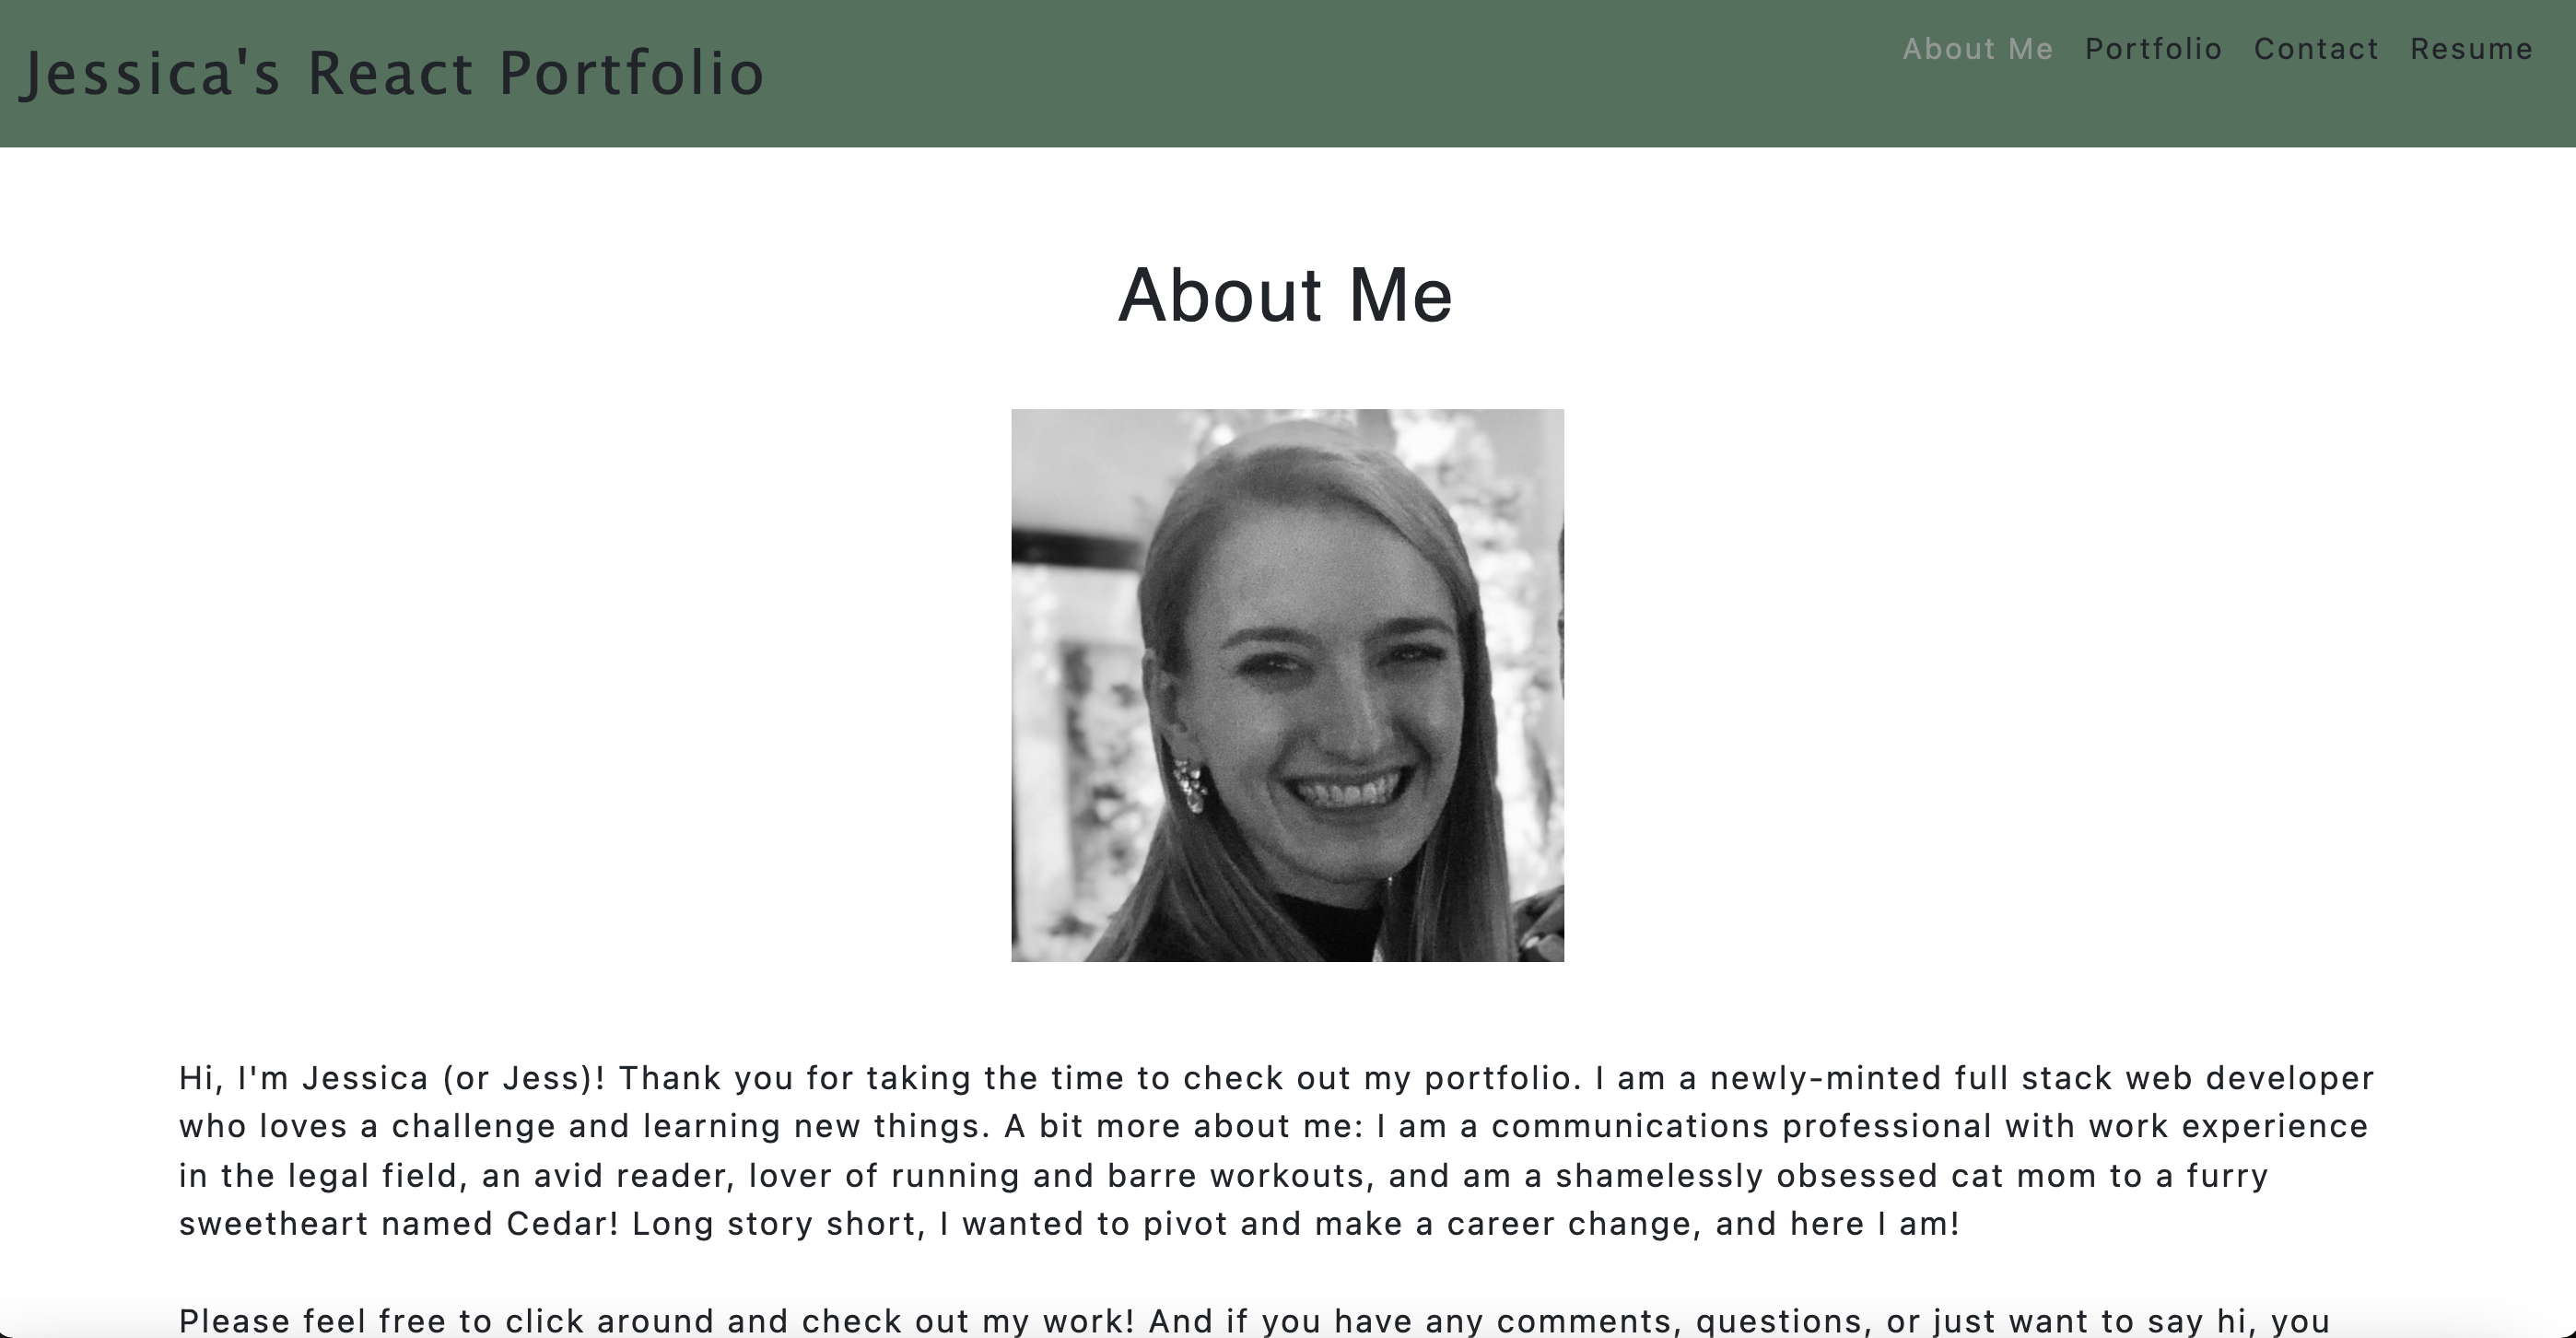 Jessica's React Portfolio
About Me Portfolio Contact Resume
About Me
Hi, I'm Jessica (or Jess)! Thank you for taking the time to check out my portfolio. I am a newly-minted full stack web developer
who loves a challenge and learning new things. A bit more about me: I am a communications professional with work experience
in the legal field, an avid reader, lover of running and barre workouts, and am a shamelessly obsessed cat mom to a furry
sweetheart named Cedar! Long story short, I wanted to pivot and make a career change, and here I am!
Please feel free to click around and check out my work! And if you have any comments, questions, or just want to say hi, you